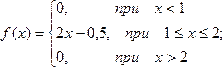 f(x) = { 0, при x < 1
2x − 0,5, при 1 ≤ x ≤ 2;
0, при x > 2